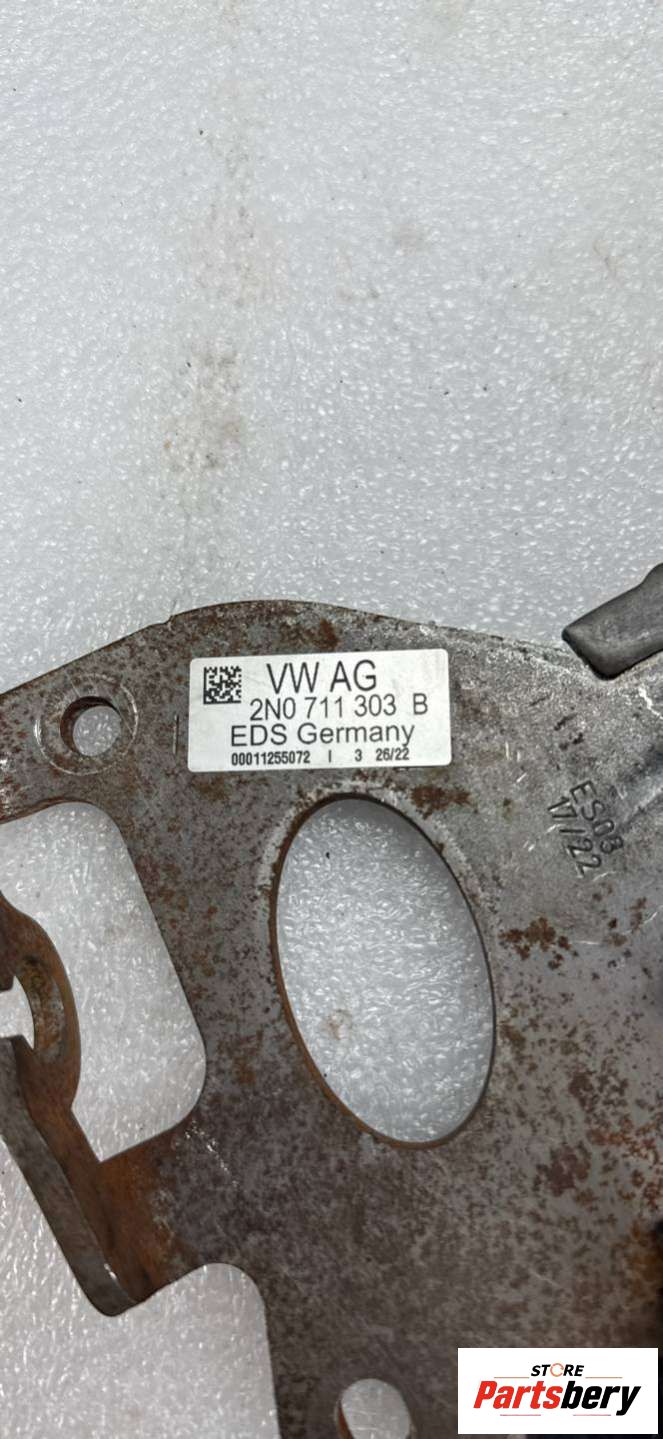 VW AG
2N0 711 303 B
EDS Germany
00011255072 I 3 26/22
ES03
17/22
STORE
Partsbery